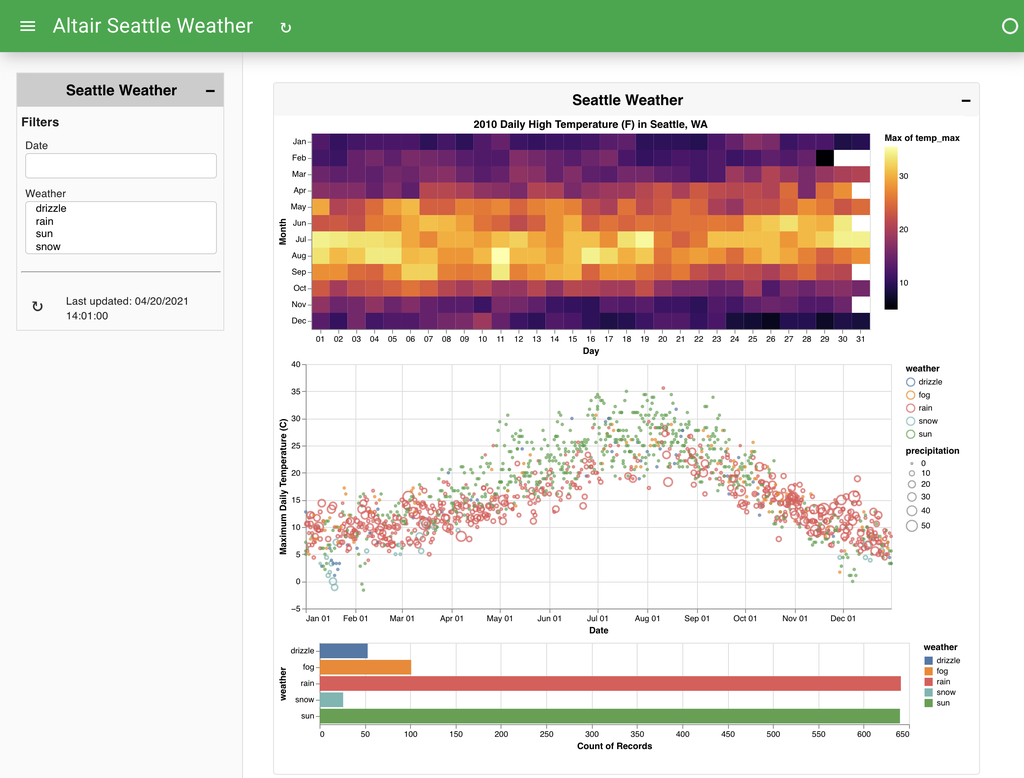 Altair Seattle Weather ↻
Seattle Weather –
Filters
Date
Weather
drizzle
rain
sun
snow
↻ Last updated: 04/20/2021
14:01:00
Seattle Weather –
2010 Daily High Temperature (F) in Seattle, WA
Month
Jan
Feb
Mar
Apr
May
Jun
Jul
Aug
Sep
Oct
Nov
Dec
01 02 03 04 05 06 07 08 09 10 11 12 13 14 15 16 17 18 19 20 21 22 23 24 25 26 27 28 29 30 31
Day
Max of temp_max
30
20
10
Maximum Daily Temperature (C)
40
35
30
25
20
15
10
5
0
−5
Jan 01 Feb 01 Mar 01 Apr 01 May 01 Jun 01 Jul 01 Aug 01 Sep 01 Oct 01 Nov 01 Dec 01
Date
weather
drizzle
fog
rain
snow
sun
precipitation
0
10
20
30
40
50
weather
drizzle
fog
rain
snow
sun
0 50 100 150 200 250 300 350 400 450 500 550 600 650
Count of Records
weather
drizzle
fog
rain
snow
sun